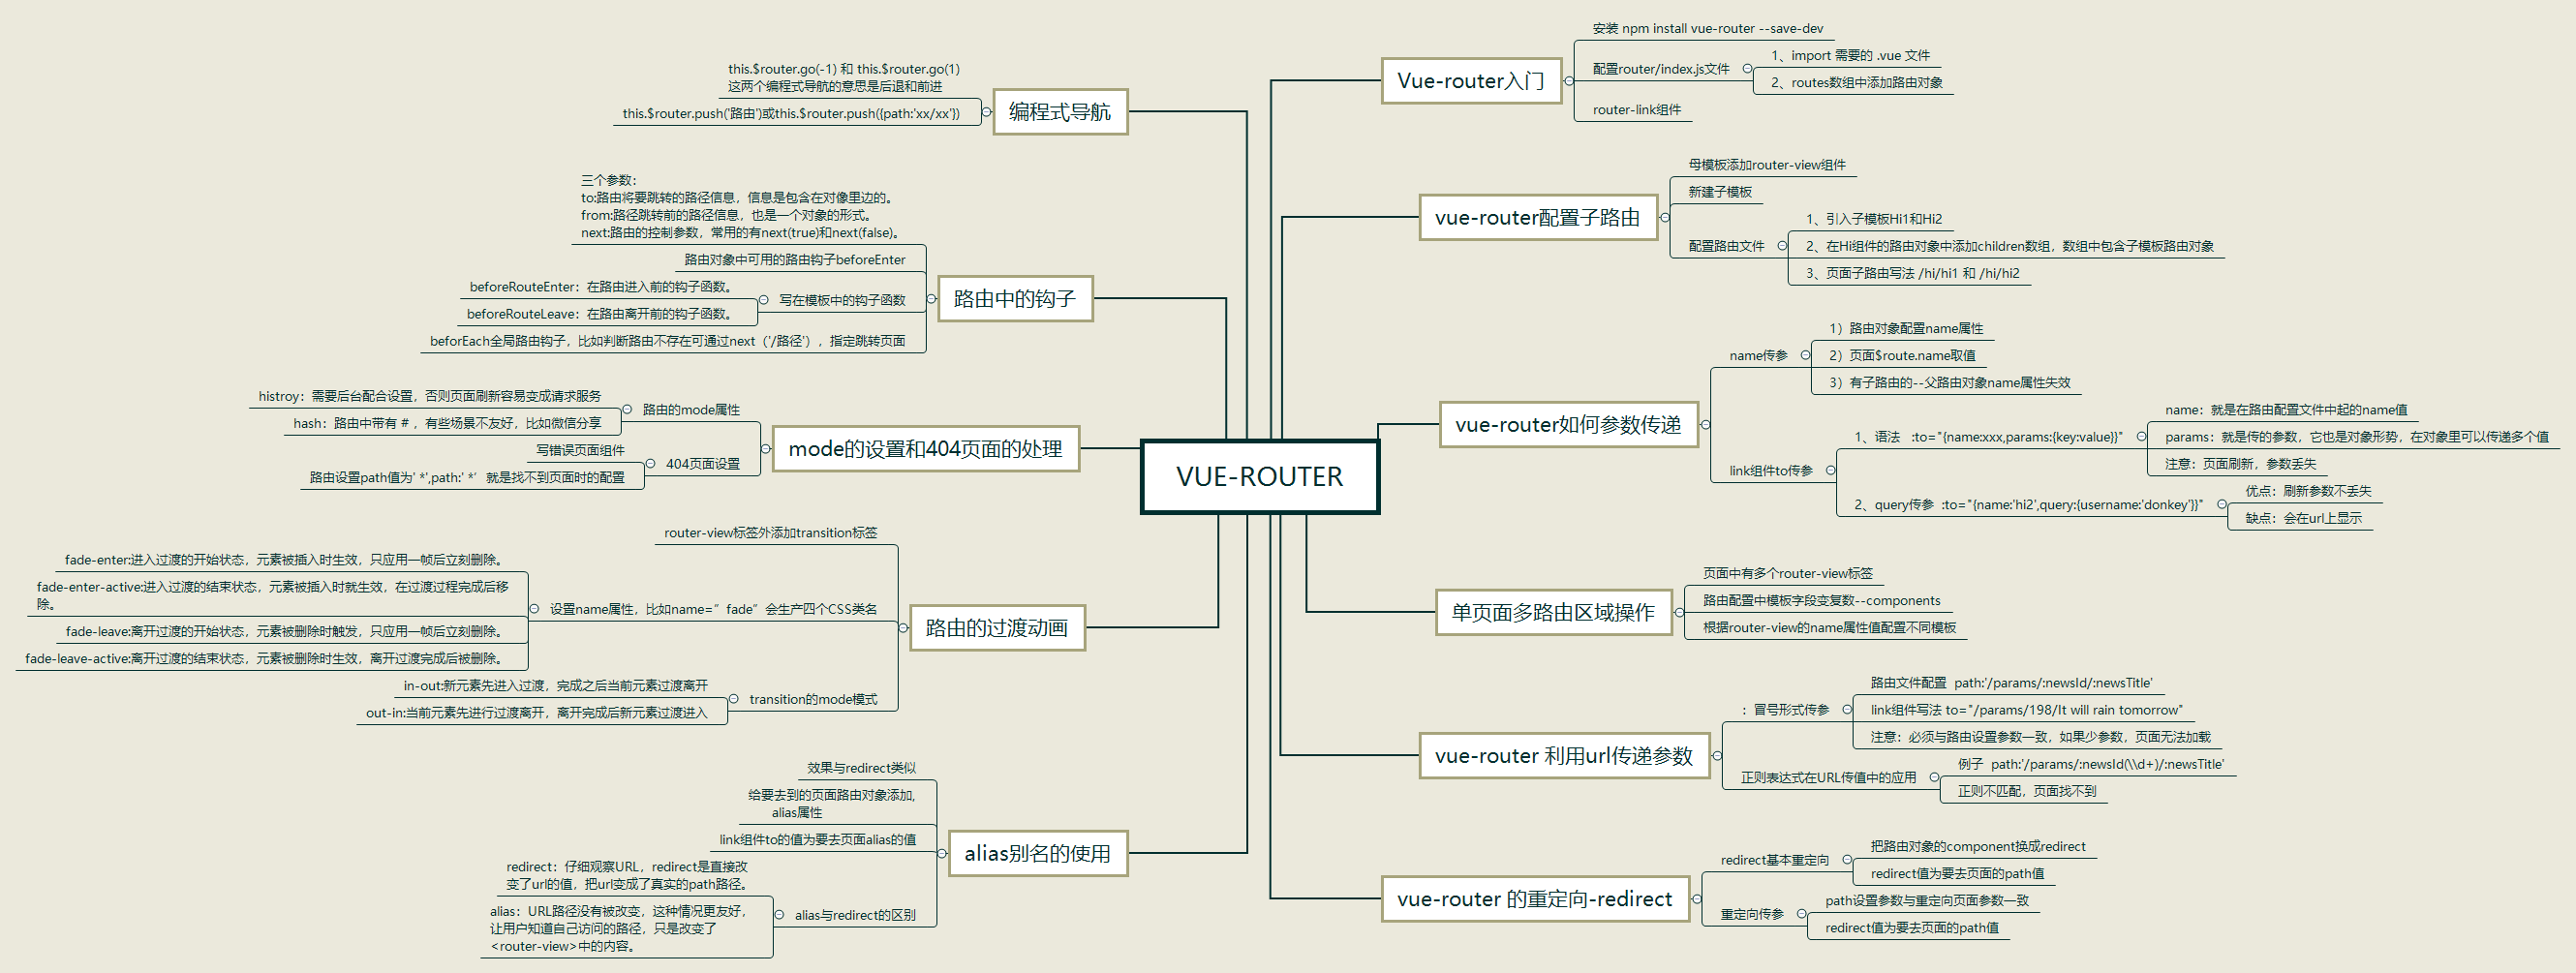 VUE-ROUTER
Vue-router入门
安装 npm install vue-router --save-dev
配置router/index.js文件
1、import 需要的 .vue 文件
2、routes数组中添加路由对象
router-link组件
vue-router配置子路由
母模板添加router-view组件
新建子模板
配置路由文件
1、引入子模板Hi1和Hi2
2、在Hi组件的路由对象中添加children数组，数组中包含子模板路由对象
3、页面子路由写法 /hi/hi1 和 /hi/hi2
vue-router如何参数传递
name传参
1）路由对象配置name属性
2）页面$route.name取值
3）有子路由的--父路由对象name属性失效
link组件to传参
1、语法   :to="{name:xxx,params:{key:value}}"
name：就是在路由配置文件中起的name值
params：就是传的参数，它也是对象形势，在对象里可以传递多个值
注意：页面刷新，参数丢失
2、query传参  :to="{name:'hi2',query:{username:'donkey'}}"
优点：刷新参数不丢失
缺点：会在url上显示
单页面多路由区域操作
页面中有多个router-view标签
路由配置中模板字段变复数--components
根据router-view的name属性值配置不同模板
vue-router 利用url传递参数
：冒号形式传参
路由文件配置  path:'/params/:newsId/:newsTitle'
link组件写法 to="/params/198/It will rain tomorrow"
注意：必须与路由设置参数一致，如果少参数，页面无法加载
正则表达式在URL传值中的应用
例子  path:'/params/:newsId(\\d+)/:newsTitle'
正则不匹配，页面找不到
vue-router 的重定向-redirect
redirect基本重定向
把路由对象的component换成redirect
redirect值为要去页面的path值
重定向传参
path设置参数与重定向页面参数一致
redirect值为要去页面的path值
编程式导航
this.$router.go(-1) 和 this.$router.go(1)
这两个编程式导航的意思是后退和前进
this.$router.push('路由')或this.$router.push({path:'xx/xx'})
路由中的钩子
三个参数：
to:路由将要跳转的路径信息，信息是包含在对像里边的。
from:路径跳转前的路径信息，也是一个对象的形式。
next:路由的控制参数，常用的有next(true)和next(false)。
路由对象中可用的路由钩子beforeEnter
写在模板中的钩子函数
beforeRouteEnter：在路由进入前的钩子函数。
beforeRouteLeave：在路由离开前的钩子函数。
beforEach全局路由钩子，比如判断路由不存在可通过next（'/路径'），指定跳转页面
mode的设置和404页面的处理
路由的mode属性
histroy：需要后台配合设置，否则页面刷新容易变成请求服务
hash：路由中带有 # ，有些场景不友好，比如微信分享
404页面设置
写错误页面组件
路由设置path值为' *',path:' *’ 就是找不到页面时的配置
路由的过渡动画
router-view标签外添加transition标签
设置name属性，比如name=”fade”会生产四个CSS类名
fade-enter:进入过渡的开始状态，元素被插入时生效，只应用一帧后立刻删除。
fade-enter-active:进入过渡的结束状态，元素被插入时就生效，在过渡过程完成后移
除。
fade-leave:离开过渡的开始状态，元素被删除时触发，只应用一帧后立刻删除。
fade-leave-active:离开过渡的结束状态，元素被删除时生效，离开过渡完成后被删除。
transition的mode模式
in-out:新元素先进入过渡，完成之后当前元素过渡离开
out-in:当前元素先进行过渡离开，离开完成后新元素过渡进入
alias别名的使用
效果与redirect类似
给要去到的页面路由对象添加,
alias属性
link组件to的值为要去页面alias的值
alias与redirect的区别
redirect：仔细观察URL，redirect是直接改
变了url的值，把url变成了真实的path路径。
alias：URL路径没有被改变，这种情况更友好，
让用户知道自己访问的路径，只是改变了
<router-view>中的内容。